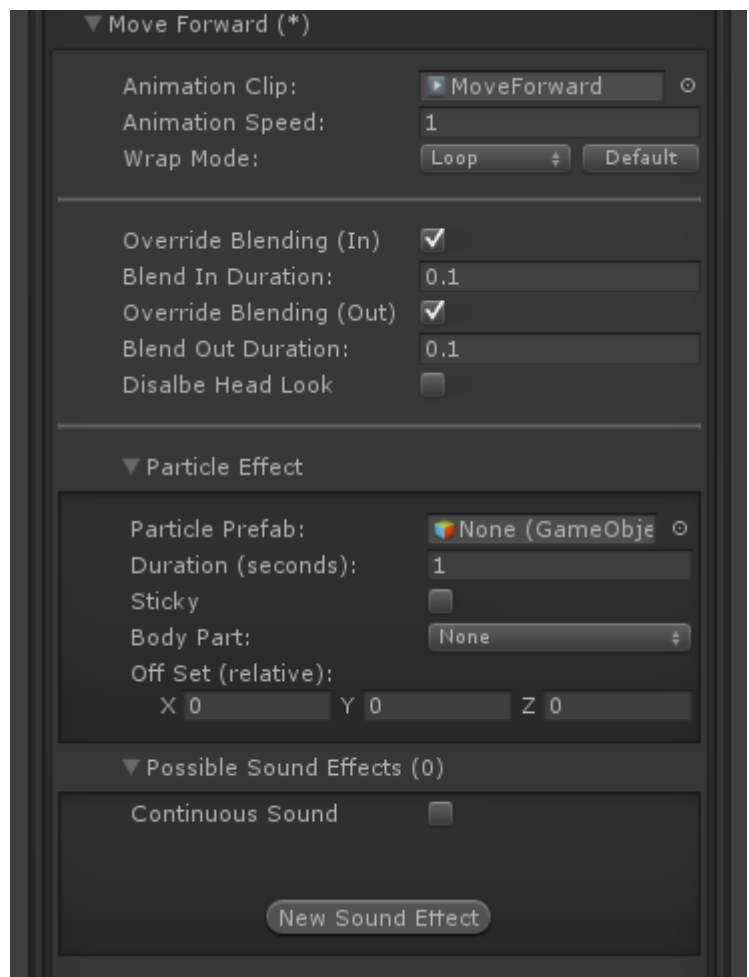 Move Forward (*)
Animation Clip: MoveForward
Animation Speed: 1
Wrap Mode: Loop Default
Override Blending (In)
Blend In Duration: 0.1
Override Blending (Out)
Blend Out Duration: 0.1
Disalbe Head Look
Particle Effect
Particle Prefab: None (GameObje
Duration (seconds): 1
Sticky
Body Part: None
Off Set (relative):
X 0 Y 0 Z 0
Possible Sound Effects (0)
Continuous Sound
New Sound Effect